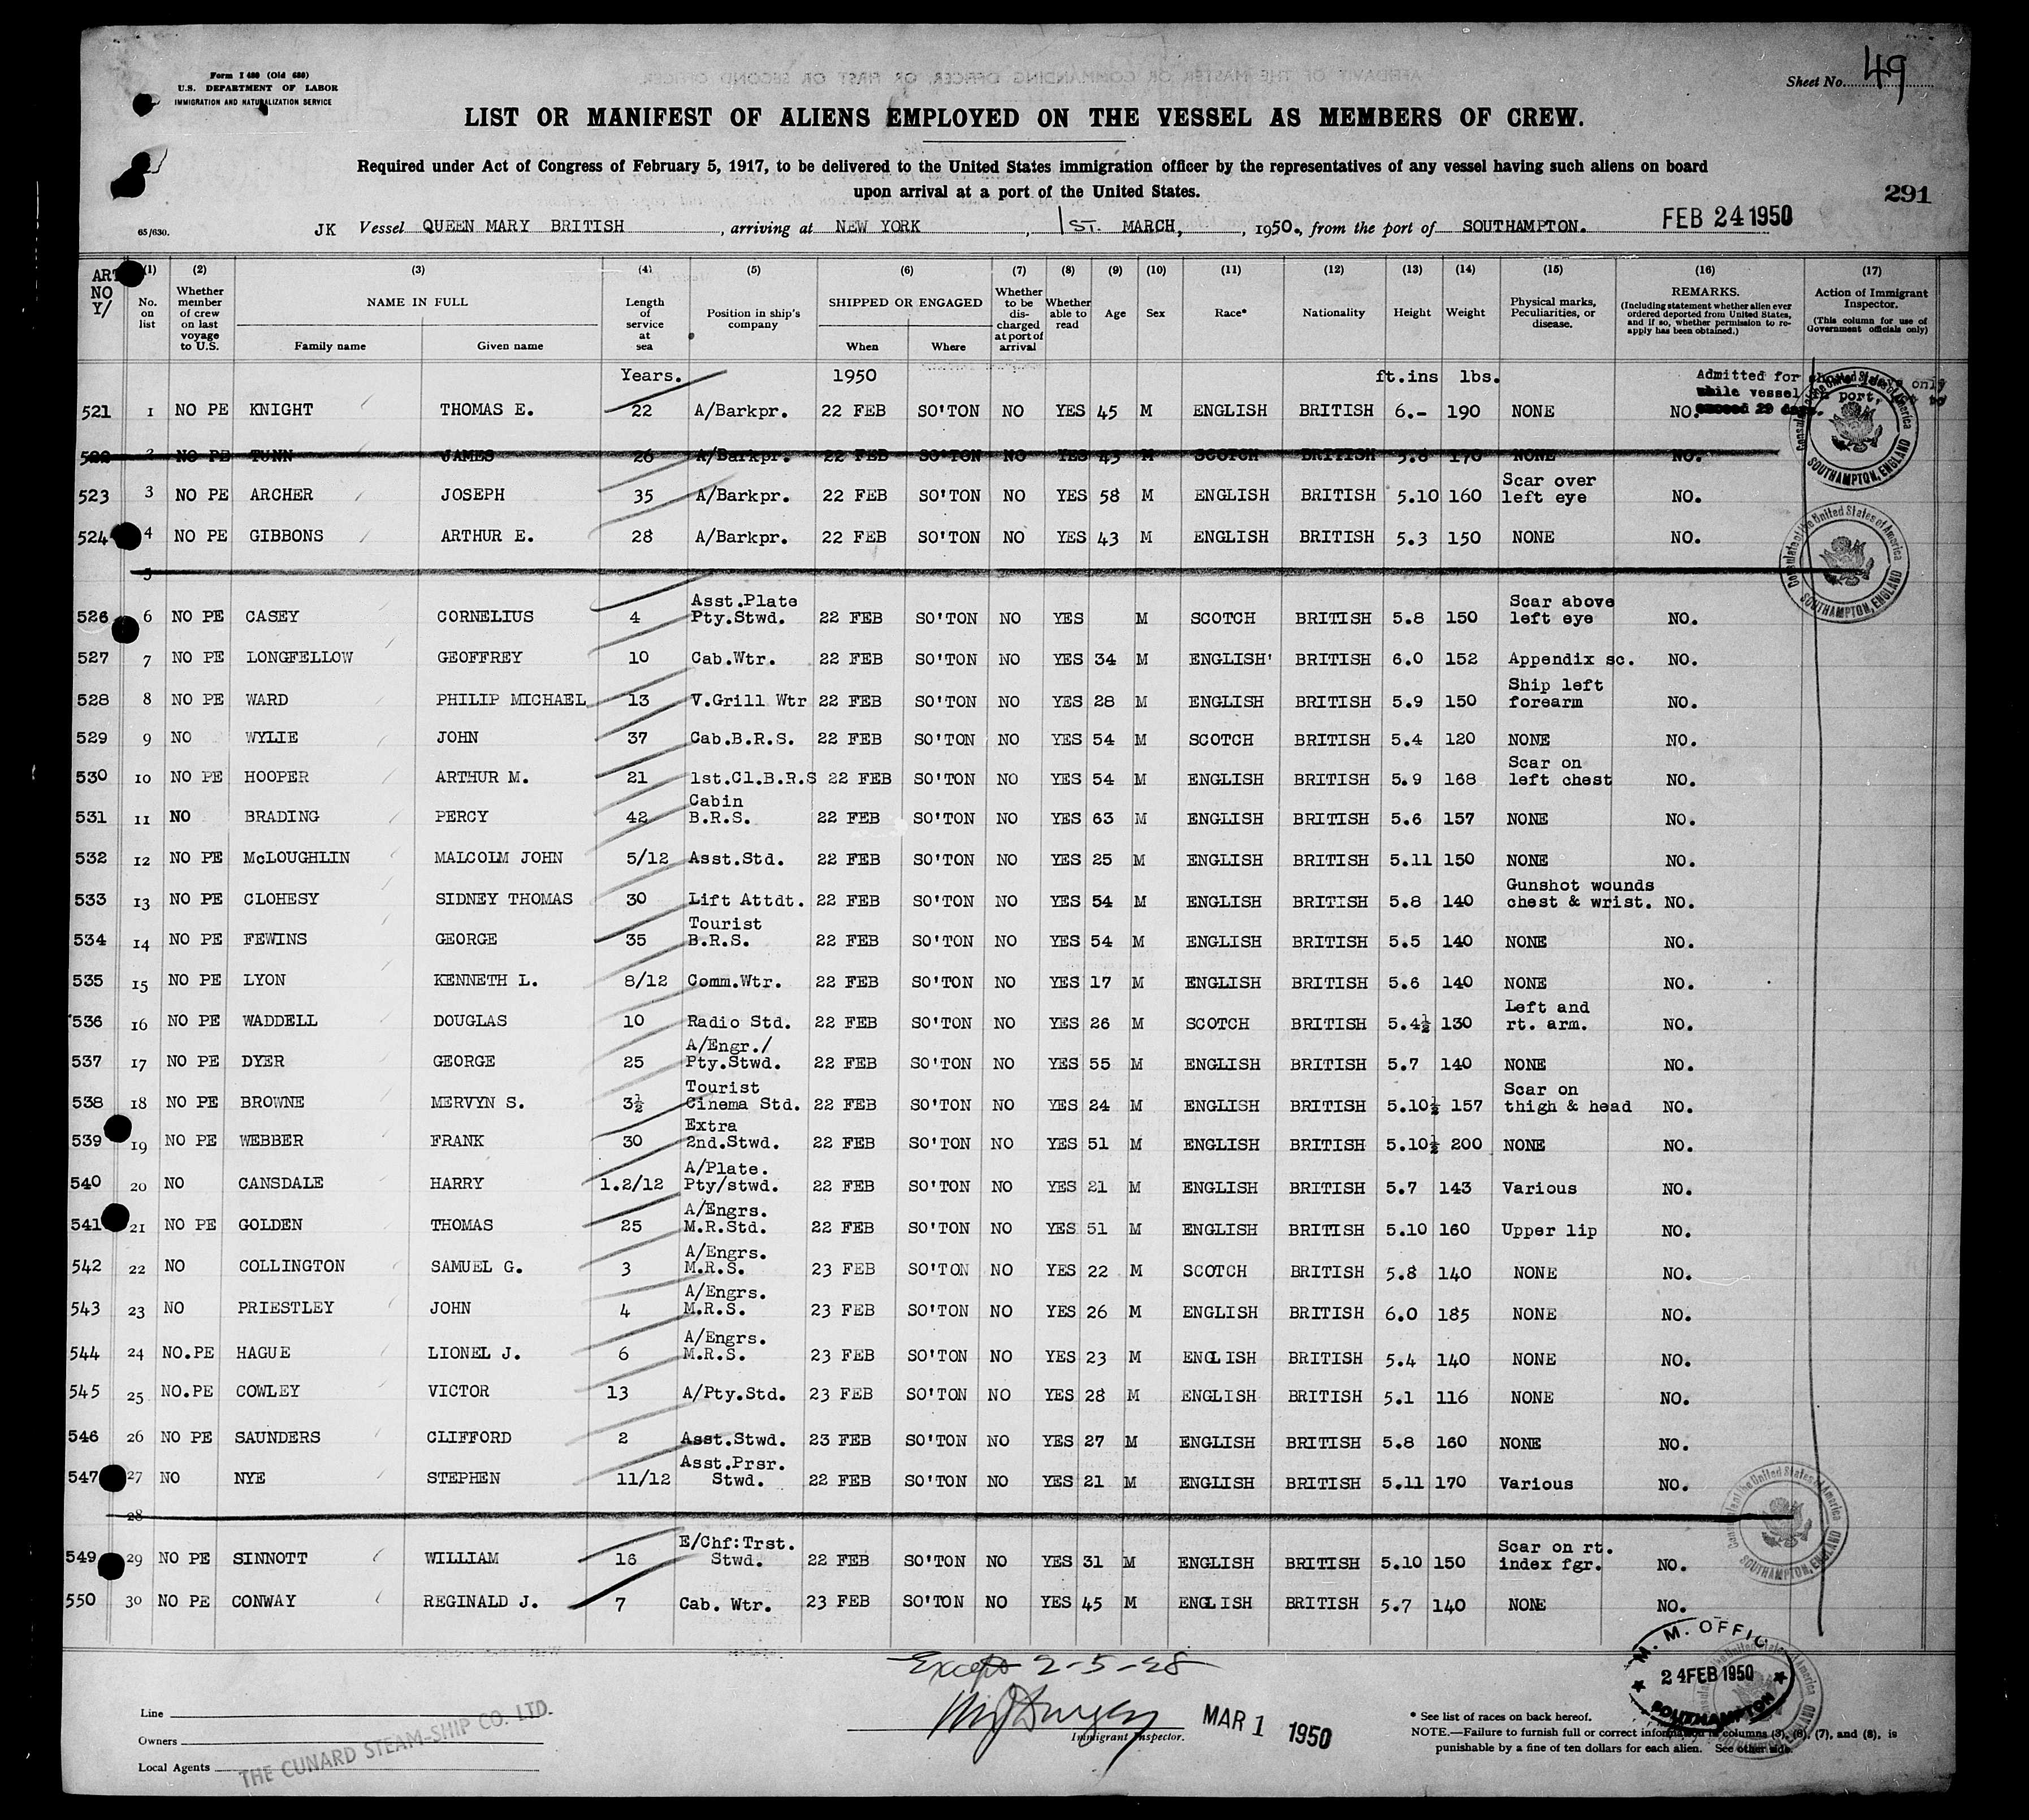 Form I 480 (Old 680)
U.S. DEPARTMENT OF LABOR
IMMIGRATION AND NATURALIZATION SERVICE
Sheet No. 49
LIST OR MANIFEST OF ALIENS EMPLOYED ON THE VESSEL AS MEMBERS OF CREW.
Required under Act of Congress of February 5, 1917, to be delivered to the United States immigration officer by the representatives of any vessel having such aliens on board
upon arrival at a port of the United States.
291
65/630. JK Vessel QUEEN MARY BRITISH, arriving at NEW YORK, 1ST. MARCH, , 1950., from the port of SOUTHAMPTON. FEB 24 1950
ART NO Y/ (1) No. on list (2) Whether member of crew on last voyage to U.S. (3) NAME IN FULL Family name Given name (4) Length of service at sea (5) Position in ship's company (6) SHIPPED OR ENGAGED When Where (7) Whether to be discharged at port of arrival (8) Whether able to read (9) Age (10) Sex (11) Race* (12) Nationality (13) Height (14) Weight (15) Physical marks, Peculiarities, or disease. (16) REMARKS. (Including statement whether alien ever ordered deported from United States, and if so, whether permission to re-apply has been obtained.) (17) Action of Immigrant Inspector. (This column for use of Government officials only)
Years. 1950 ft.ins lbs. Admitted for shore leave only
while vessel in port,
exceed 29 days.
521 1 NO PE KNIGHT THOMAS E. 22 A/Barkpr. 22 FEB SO'TON NO YES 45 M ENGLISH BRITISH 6.- 190 NONE NO.
522 2 NO PE TUNN JAMES 26 A/Barkpr. 22 FEB SO'TON NO YES 43 M SCOTCH BRITISH 5.8 170 NONE NO.
523 3 NO PE ARCHER JOSEPH 35 A/Barkpr. 22 FEB SO'TON NO YES 58 M ENGLISH BRITISH 5.10 160 Scar over left eye NO.
524 4 NO PE GIBBONS ARTHUR E. 28 A/Barkpr. 22 FEB SO'TON NO YES 43 M ENGLISH BRITISH 5.3 150 NONE NO.
5
526 6 NO PE CASEY CORNELIUS 4 Asst.Plate Pty.Stwd. 22 FEB SO'TON NO YES M SCOTCH BRITISH 5.8 150 Scar above left eye NO.
527 7 NO PE LONGFELLOW GEOFFREY 10 Cab.Wtr. 22 FEB SO'TON NO YES 34 M ENGLISH' BRITISH 6.0 152 Appendix sc. NO.
528 8 NO PE WARD PHILIP MICHAEL 13 V.Grill Wtr 22 FEB SO'TON NO YES 28 M ENGLISH BRITISH 5.9 150 Ship left forearm NO.
529 9 NO WYLIE JOHN 37 Cab.B.R.S. 22 FEB SO'TON NO YES 54 M SCOTCH BRITISH 5.4 120 NONE NO.
530 10 NO PE HOOPER ARTHUR M. 21 1st.Cl.B.R.S 22 FEB SO'TON NO YES 54 M ENGLISH BRITISH 5.9 168 Scar on left chest NO.
531 11 NO BRADING PERCY 42 Cabin B.R.S. 22 FEB SO'TON NO YES 63 M ENGLISH BRITISH 5.6 157 NONE NO.
532 12 NO PE McLOUGHLIN MALCOLM JOHN 5/12 Asst.Std. 22 FEB SO'TON NO YES 25 M ENGLISH BRITISH 5.11 150 NONE NO.
533 13 NO PE CLOHESY SIDNEY THOMAS 30 Lift Attdt. 22 FEB SO'TON NO YES 54 M ENGLISH BRITISH 5.8 140 Gunshot wounds chest & wrist. NO.
534 14 NO PE FEWINS GEORGE 35 Tourist B.R.S. 22 FEB SO'TON NO YES 54 M ENGLISH BRITISH 5.5 140 NONE NO.
535 15 NO PE LYON KENNETH L. 8/12 Comm.Wtr. 22 FEB SO'TON NO YES 17 M ENGLISH BRITISH 5.6 140 NONE NO.
536 16 NO PE WADDELL DOUGLAS 10 Radio Std. 22 FEB SO'TON NO YES 26 M SCOTCH BRITISH 5.4½ 130 Left and rt. arm. NO.
537 17 NO PE DYER GEORGE 25 A/Engr./ Pty.Stwd. 22 FEB SO'TON NO YES 55 M ENGLISH BRITISH 5.7 140 NONE NO.
538 18 NO PE BROWNE MERVYN S. 3½ Tourist Cinema Std. 22 FEB SO'TON NO YES 24 M ENGLISH BRITISH 5.10½ 157 Scar on thigh & head NO.
539 19 NO PE WEBBER FRANK 30 Extra 2nd.Stwd. 22 FEB SO'TON NO YES 51 M ENGLISH BRITISH 5.10½ 200 NONE NO.
540 20 NO CANSDALE HARRY 1.2/12 A/Plate. Pty/stwd. 22 FEB SO'TON NO YES 21 M ENGLISH BRITISH 5.7 143 Various NO.
541 21 NO PE GOLDEN THOMAS 25 A/Engrs. M.R.Std. 22 FEB SO'TON NO YES 51 M ENGLISH BRITISH 5.10 160 Upper lip NO.
542 22 NO COLLINGTON SAMUEL G. 3 A/Engrs. M.R.S. 23 FEB SO'TON NO YES 22 M SCOTCH BRITISH 5.8 140 NONE NO.
543 23 NO PRIESTLEY JOHN 4 A/Engrs. M.R.S. 23 FEB SO'TON NO YES 26 M ENGLISH BRITISH 6.0 185 NONE NO.
544 24 NO.PE HAGUE LIONEL J. 6 A/Engrs. M.R.S. 23 FEB SO'TON NO YES 23 M ENGLISH BRITISH 5.4 140 NONE NO.
545 25 NO.PE COWLEY VICTOR 13 A/Pty.Std. 23 FEB SO'TON NO YES 28 M ENGLISH BRITISH 5.1 116 NONE NO.
546 26 NO PE SAUNDERS CLIFFORD 2 Asst.Stwd. 23 FEB SO'TON NO YES 27 M ENGLISH BRITISH 5.8 160 NONE NO.
547 27 NO NYE STEPHEN 11/12 Asst.Prsr. Stwd. 22 FEB SO'TON NO YES 21 M ENGLISH BRITISH 5.11 170 Various NO.
28
549 29 NO PE SINNOTT WILLIAM 16 E/Chf:Trst. Stwd. 22 FEB SO'TON NO YES 31 M ENGLISH BRITISH 5.10 150 Scar on rt. index fgr. NO.
550 30 NO PE CONWAY REGINALD J. 7 Cab. Wtr. 23 FEB SO'TON NO YES 45 M ENGLISH BRITISH 5.7 140 NONE NO.
Consulate of the United States of America
SOUTHAMPTON, ENGLAND
Consulate of the United States of America
SOUTHAMPTON, ENGLAND
Consulate of the United States of America
SOUTHAMPTON, ENGLAND
M. M. OFFIC
24 FEB 1950
SOUTHAMPTON
Except 2-5-28
Line
Owners
Local Agents
THE CUNARD STEAM-SHIP CO. LTD.
Immigrant Inspector.
MAR 1 1950
* See list of races on back hereof.
NOTE.—Failure to furnish full or correct information in columns (3), (6), (7), and (8), is
punishable by a fine of ten dollars for each alien. See other side.